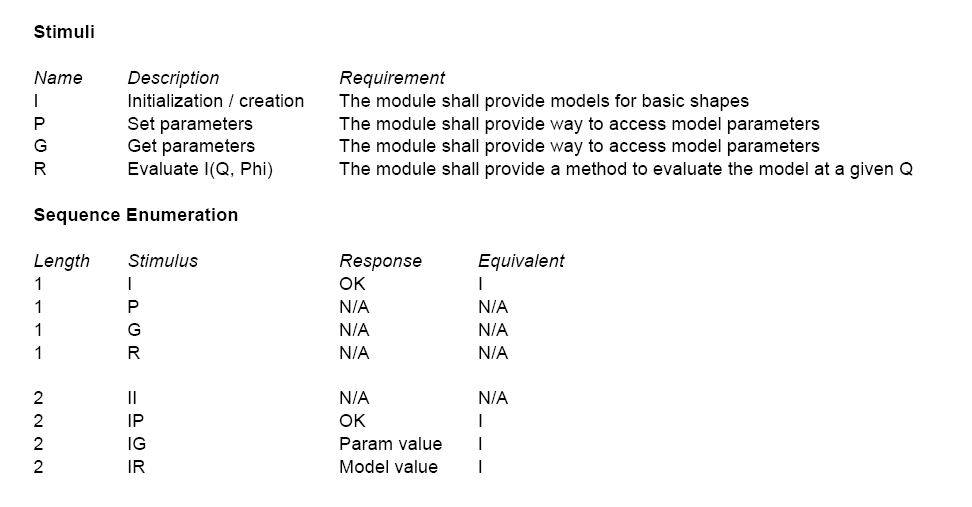 Stimuli
Name Description Requirement
I Initialization / creation The module shall provide models for basic shapes
P Set parameters The module shall provide way to access model parameters
G Get parameters The module shall provide way to access model parameters
R Evaluate I(Q, Phi) The module shall provide a method to evaluate the model at a given Q
Sequence Enumeration
Length Stimulus Response Equivalent
1 I OK I
1 P N/A N/A
1 G N/A N/A
1 R N/A N/A
2 II N/A N/A
2 IP OK I
2 IG Param value I
2 IR Model value I